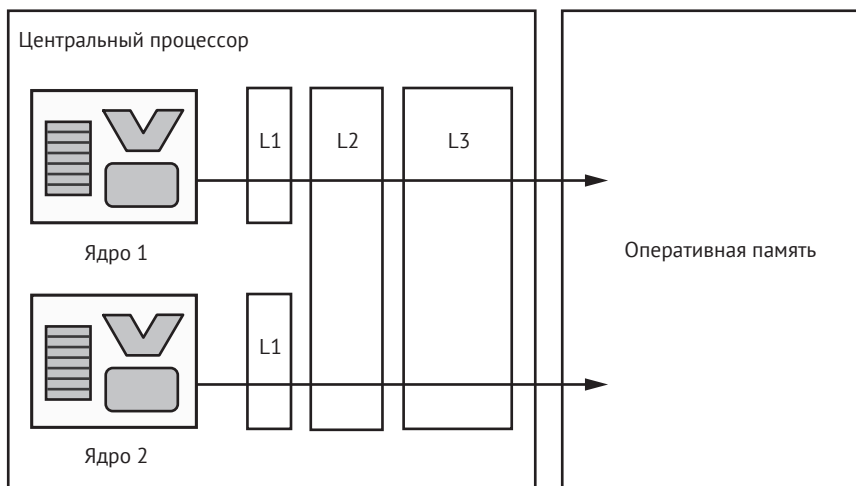 Центральный процессор
L1
L2
L3
Ядро 1
Оперативная память
L1
Ядро 2